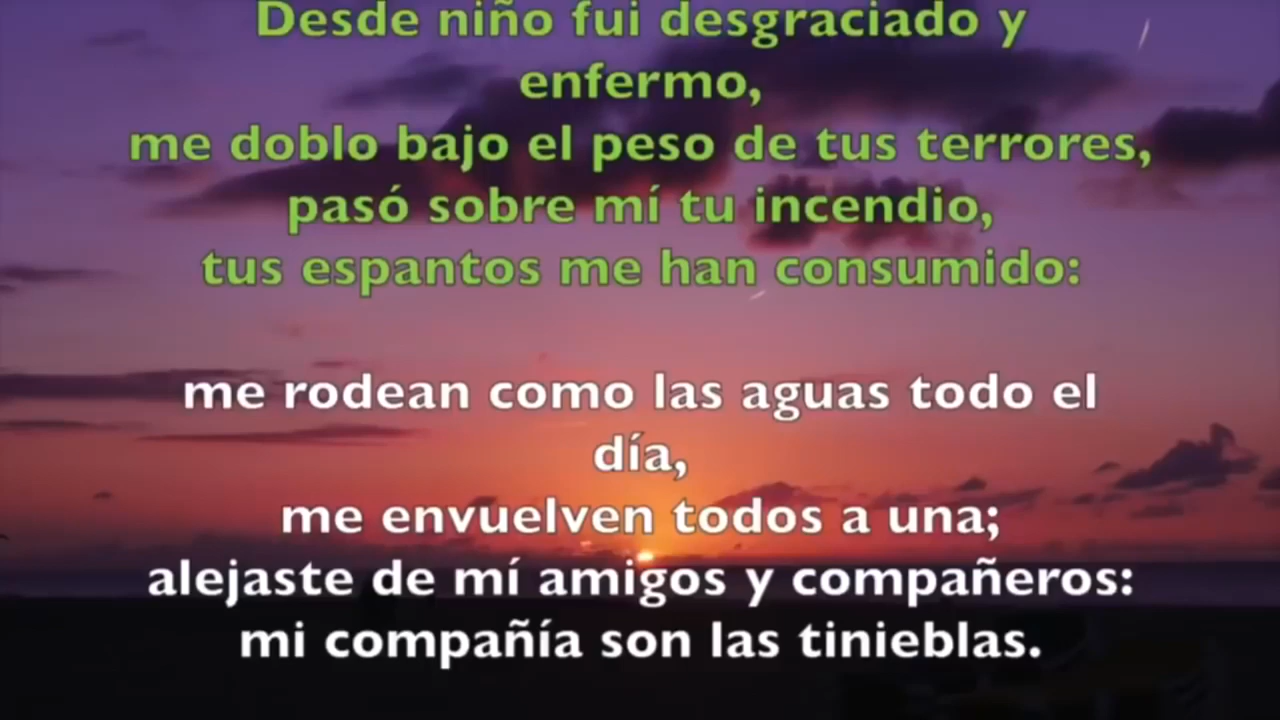 Desde niño fui desgraciado y
enfermo,
me doblo bajo el peso de tus terrores,
pasó sobre mí tu incendio,
tus espantos me han consumido:
me rodean como las aguas todo el
día,
me envuelven todos a una;
alejaste de mí amigos y compañeros:
mi compañía son las tinieblas.